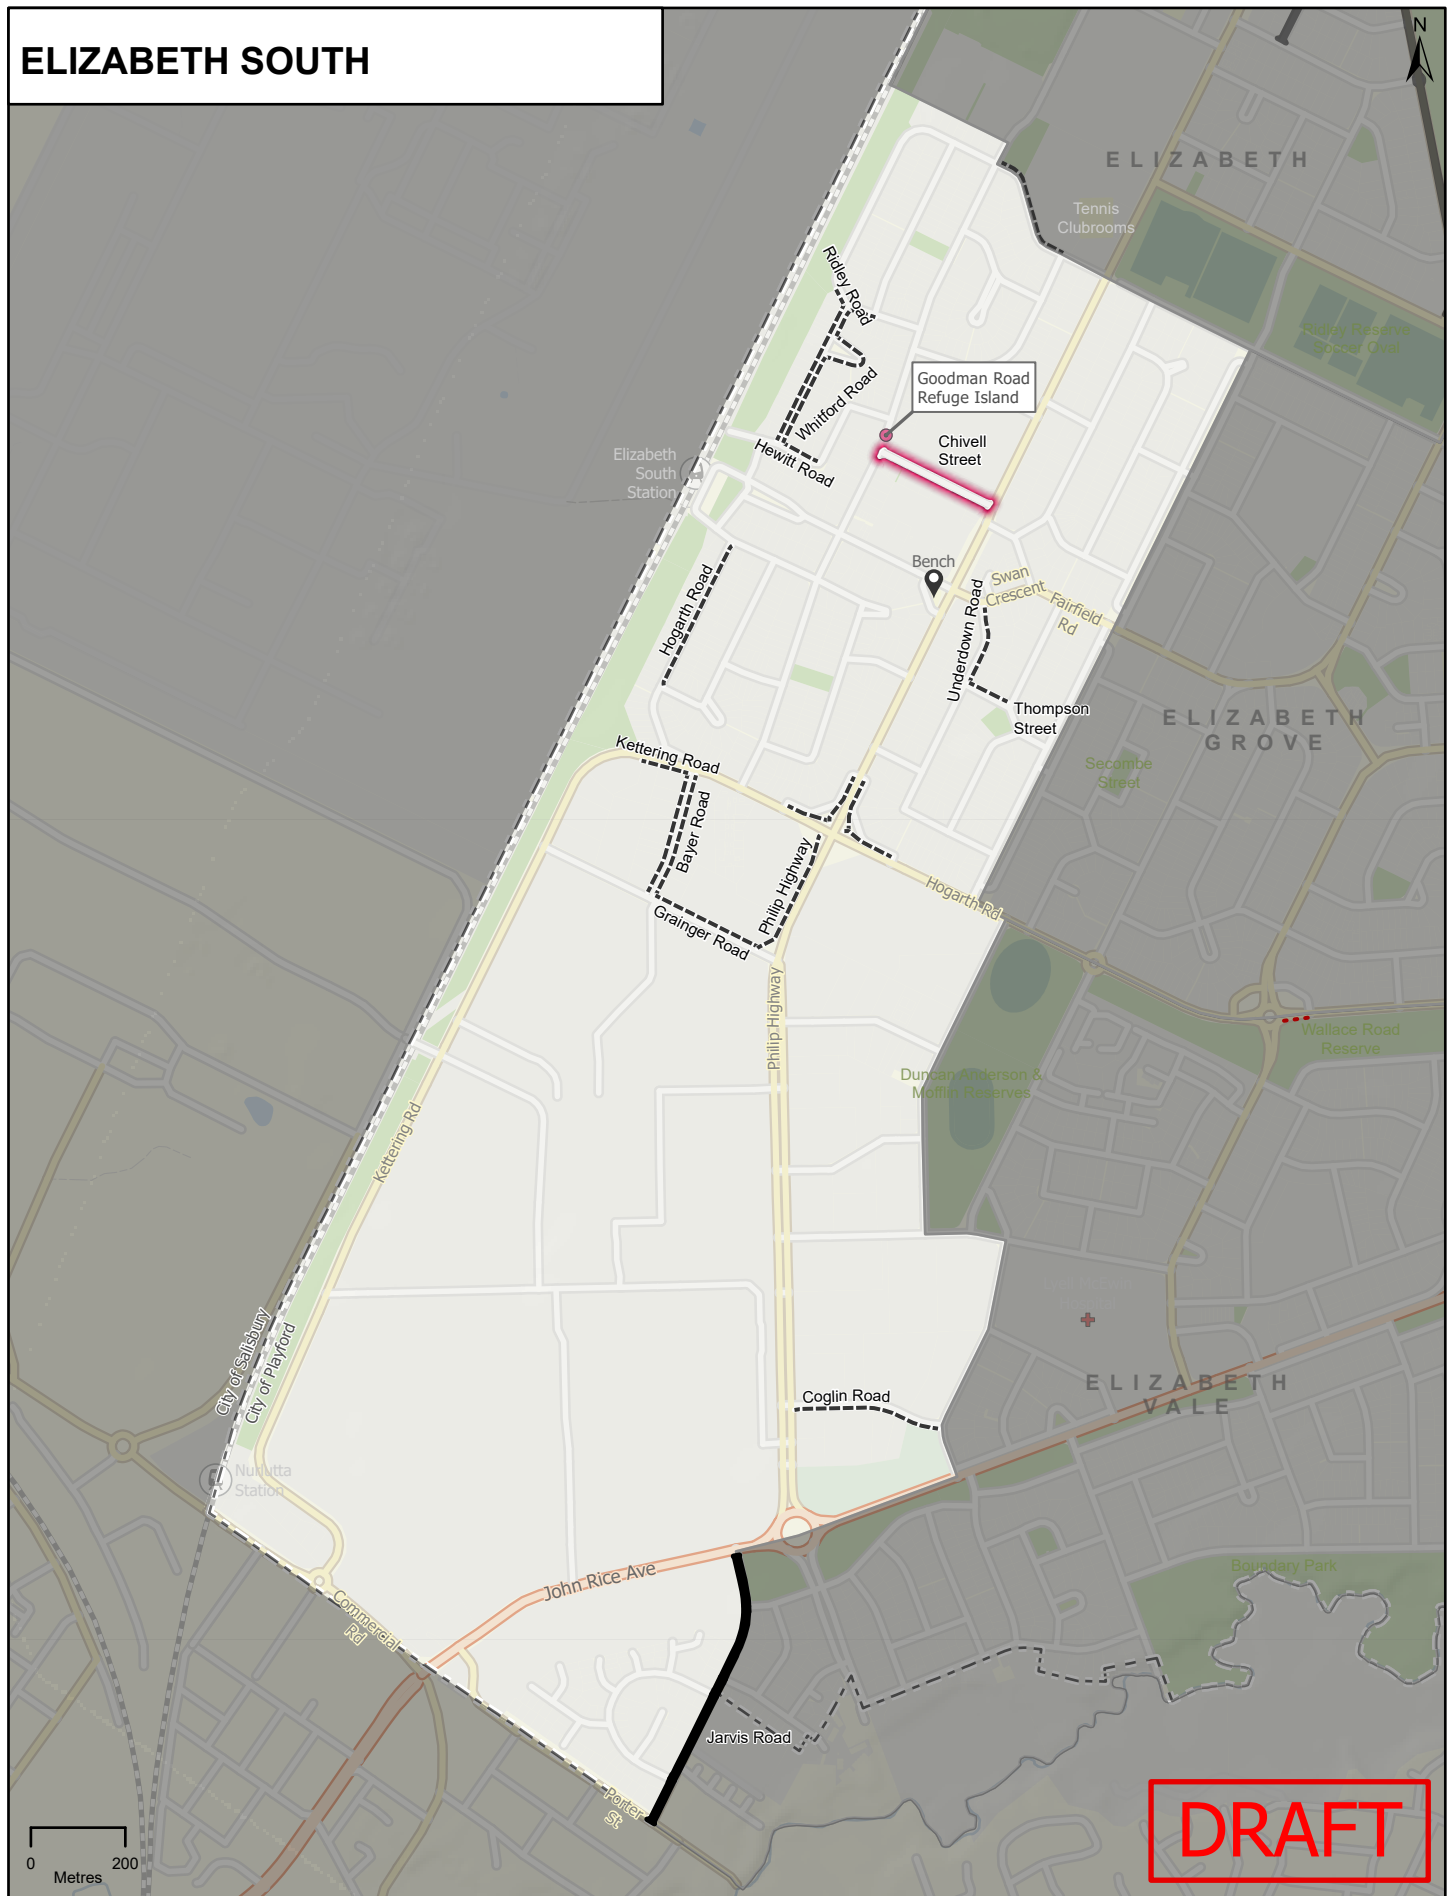 ELIZABETH SOUTH
N
ELIZABETH
Tennis
Clubrooms
Ridley Road
Ridley Reserve
Whitford Road
Goodman Road
Refuge Island
Chivell
Street
Hewitt Road
Elizabeth
South
Station
Bench
Swan
Crescent
Fairfield
Rd
Hogarth Road
Underdown Road
Thompson
Street
ELIZABETH
GROVE
Secombe
Street
Kettering Road
Bayer Road
Philip Highway
Hogarth Rd
Grainger Road
Philip Highway
Wallace Road
Reserve
Duncan Anderson &
Mofflin Reserves
Kettering Rd
City of Salisbury
City of Playford
ELIZABETH
VALE
Coglin Road
Nurlutta
Station
John Rice Ave
Boundary Park
Commercial
Rd
Jarvis Road
Porter
St
0
200
Metres
DRAFT